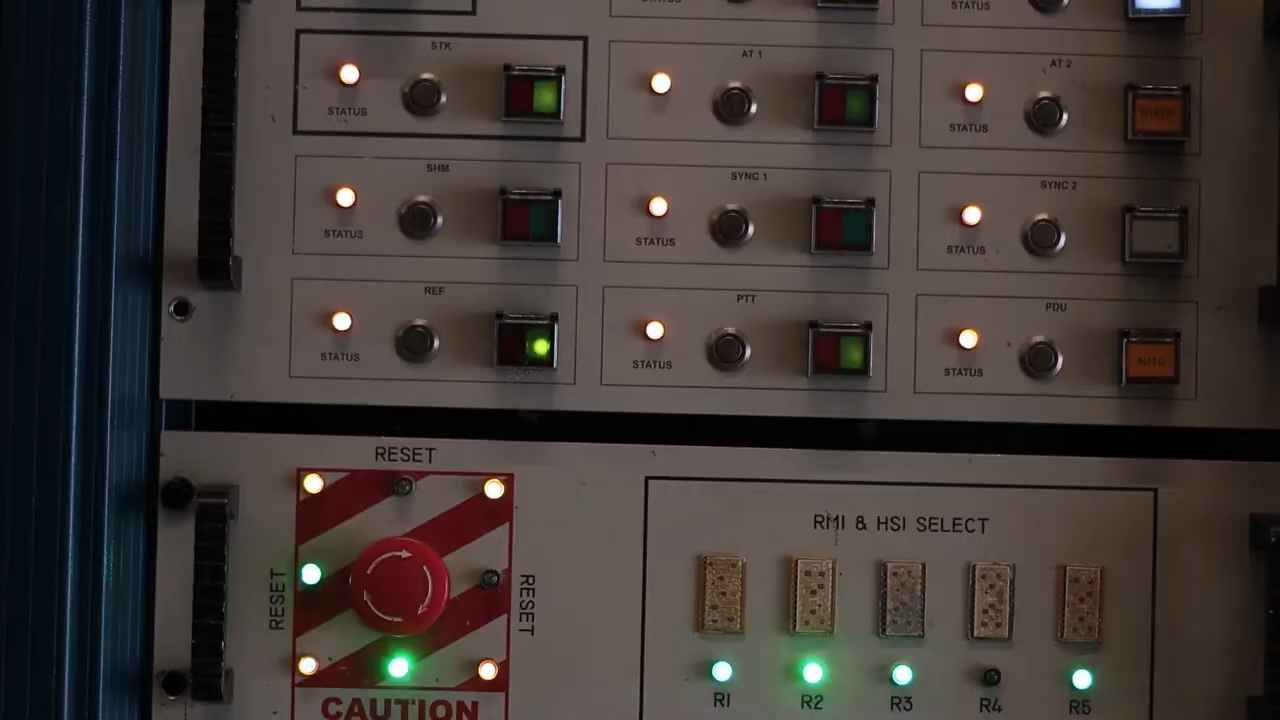 STATUS
STATUS
STK
AT 1
AT 2
STATUS
STATUS
SHM
SYNC 1
SYNC 2
STATUS
STATUS
STATUS
REF
PTT
PDU
AUTO
STATUS
STATUS
STATUS
RESET
RMI & HSI SELECT
RESET
RESET
R1 R2 R3 R4 R5
CAUTION